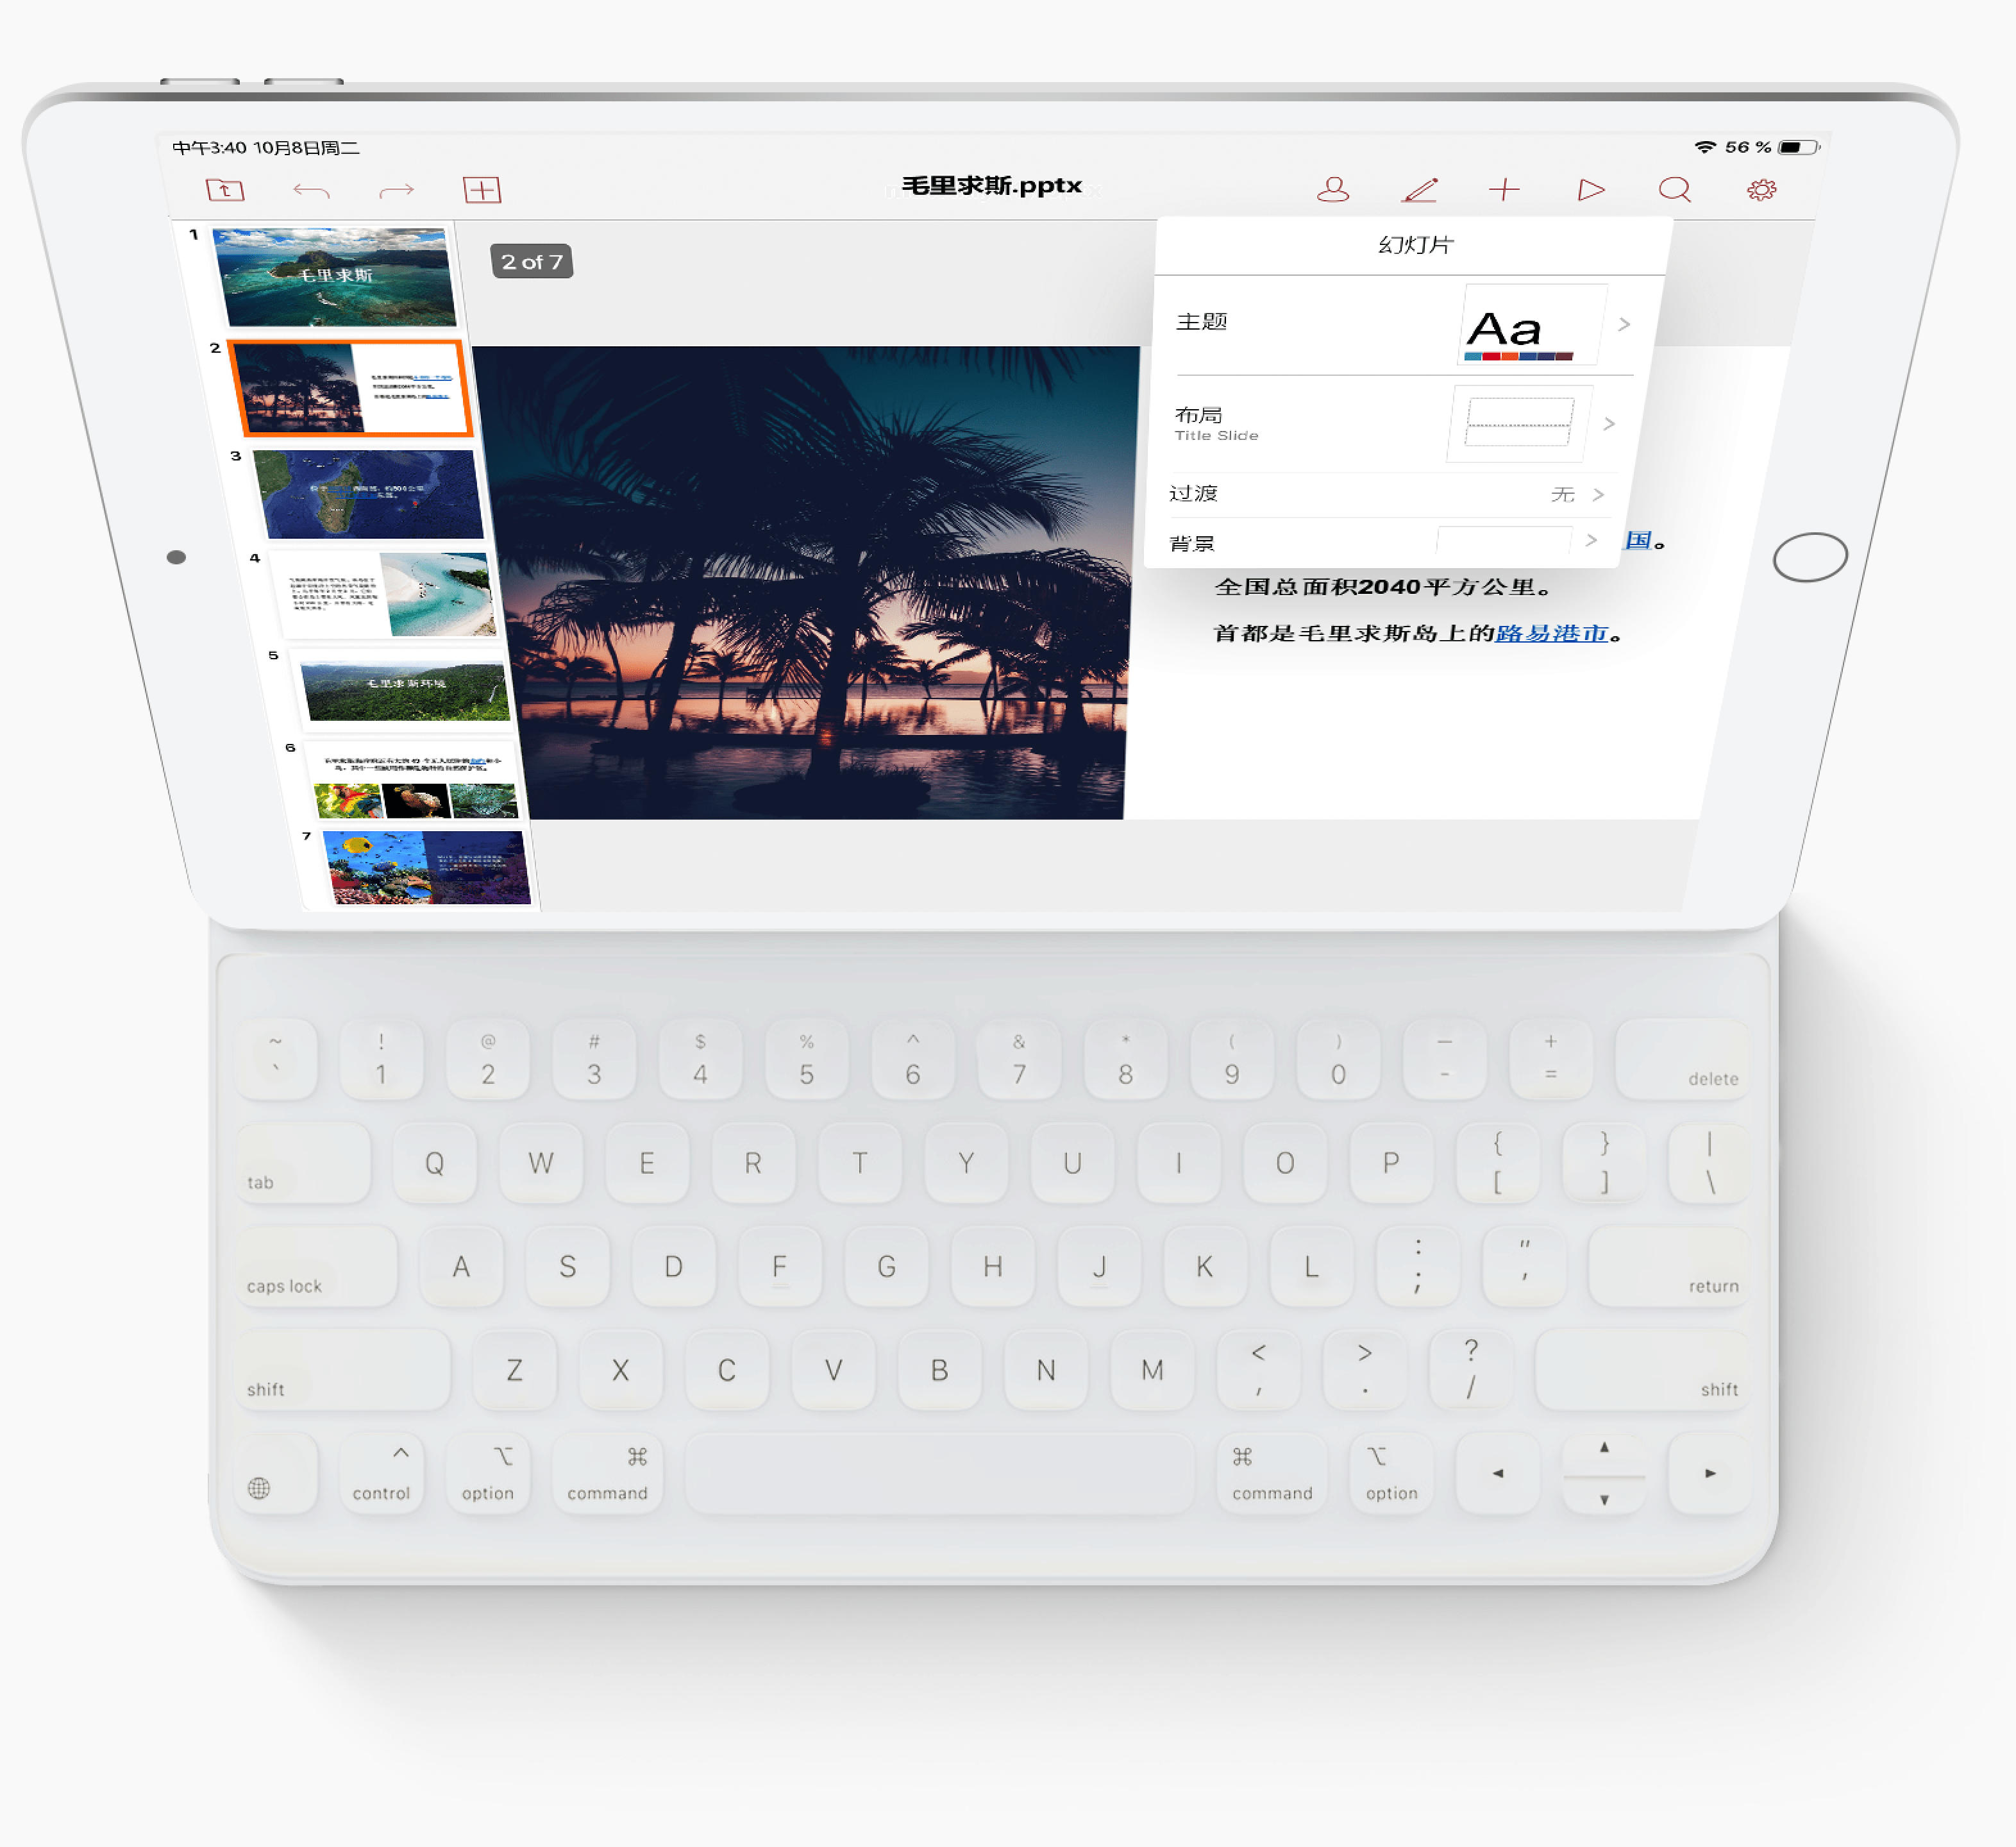 中午3:40 10月8日周二
56 %
毛里求斯.pptx
1
毛里求斯
2
3
4
5
毛里求斯环境
6
7
2 of 7
幻灯片
主题
Aa
布局
Title Slide
过渡
无
背景
国。
全国总面积2040平方公里。
首都是毛里求斯岛上的路易港市。
~ ! @ # $ % ^ & * ( ) — +
` 1 2 3 4 5 6 7 8 9 0 - = delete
tab Q W E R T Y U I O P { [ } ] | \
caps lock A S D F G H J K L : ; " ' return
shift Z X C V B N M < , > . ? / shift
control option command command option